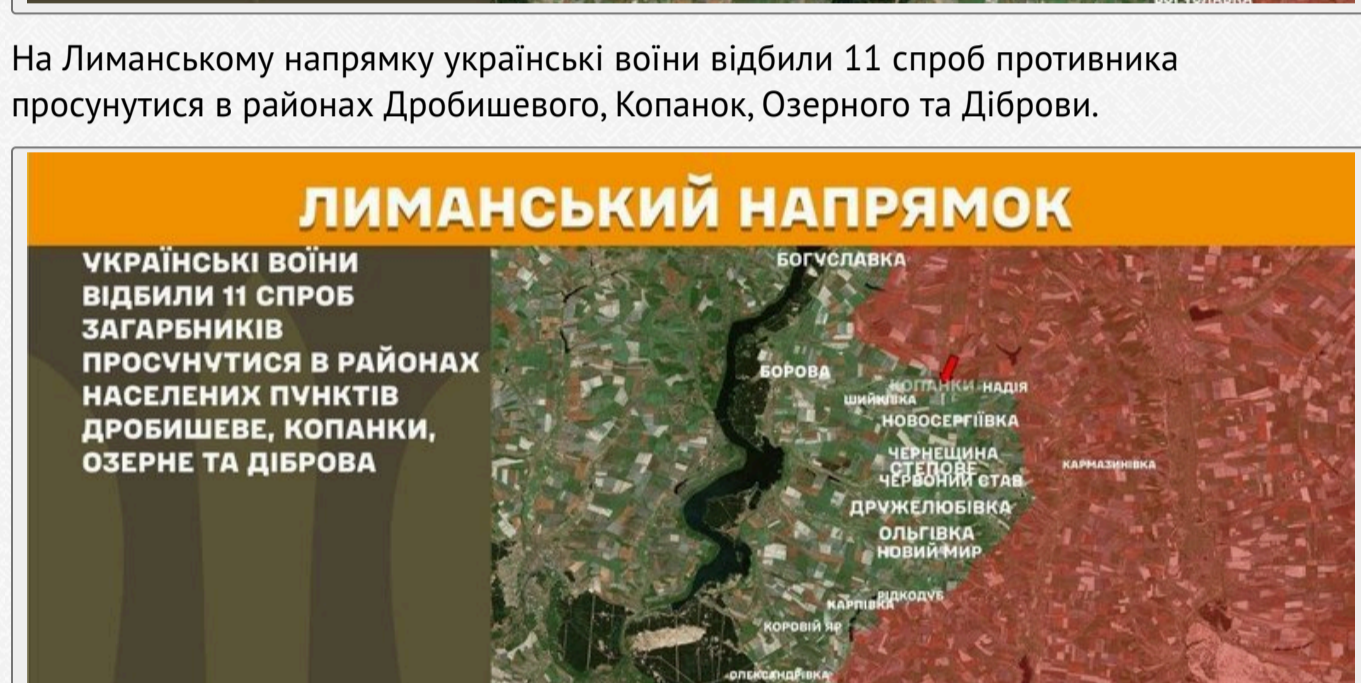 На Лиманському напрямку українські воїни відбили 11 спроб противника
просунутися в районах Дробишевого, Копанок, Озерного та Діброви.
ЛИМАНСЬКИЙ НАПРЯМОК
УКРАЇНСЬКІ ВОЇНИ
ВІДБИЛИ 11 СПРОБ
ЗАГАРБНИКІВ
ПРОСУНУТИСЯ В РАЙОНАХ
НАСЕЛЕНИХ ПУНКТІВ
ДРОБИШЕВЕ, КОПАНКИ,
ОЗЕРНЕ ТА ДІБРОВА
БОГУСЛАВКА
БОРОВА
КОПАНКИ НАДІЯ
ШИЙКІВКА
НОВОСЕРГІЇВКА
ЧЕРНЕЩИНА
СТЕПОВЕ
КАРМАЗИНІВКА
ЧЕРВОНИЙ СТАВ
ДРУЖЕЛЮБІВКА
ОЛЬГІВКА
НОВИЙ МИР
РІДКОДУБ
КАРПІВКА
КОРОВІЙ ЯР
ОЛЕКСАНДРІВКА